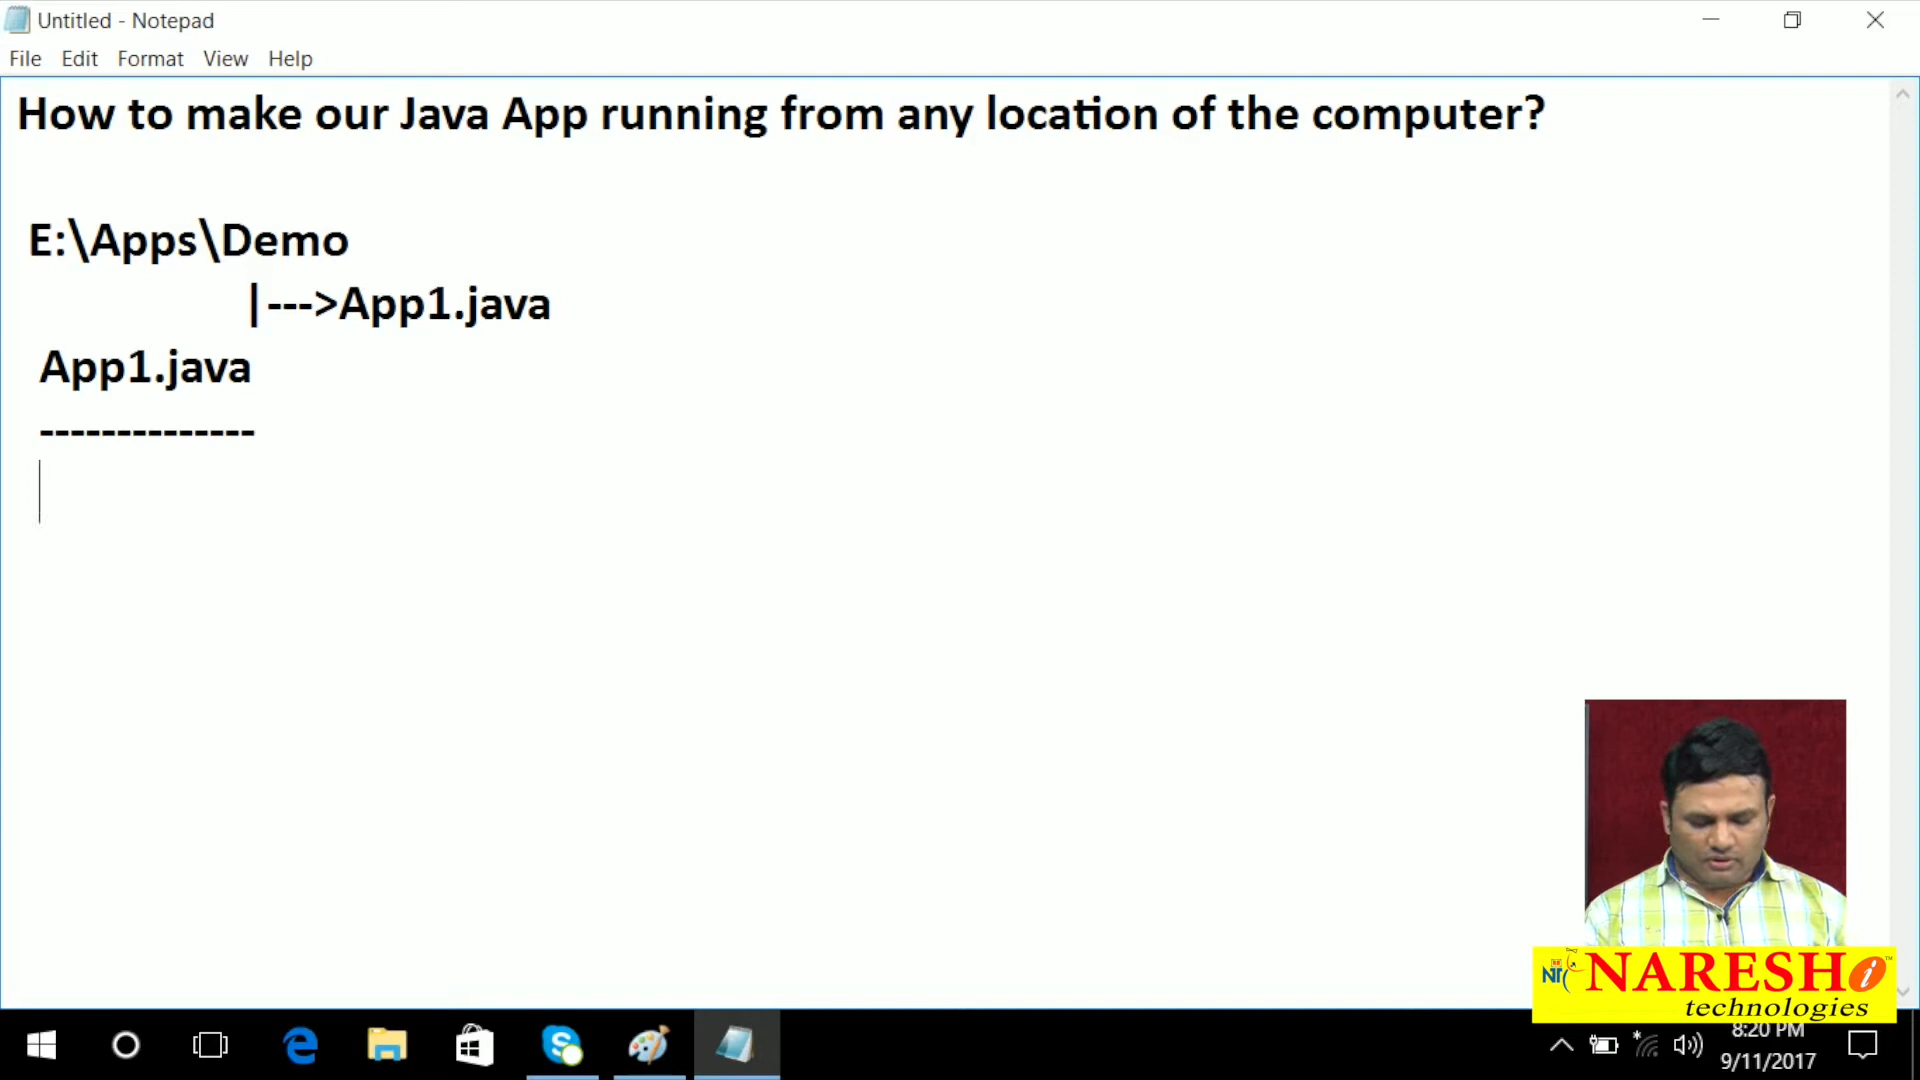 Untitled - Notepad
File Edit Format View Help
How to make our Java App running from any location of the computer?
E:\Apps\Demo
|--->App1.java
App1.java
--------------
NARESH i
technologies
8:20 PM
9/11/2017